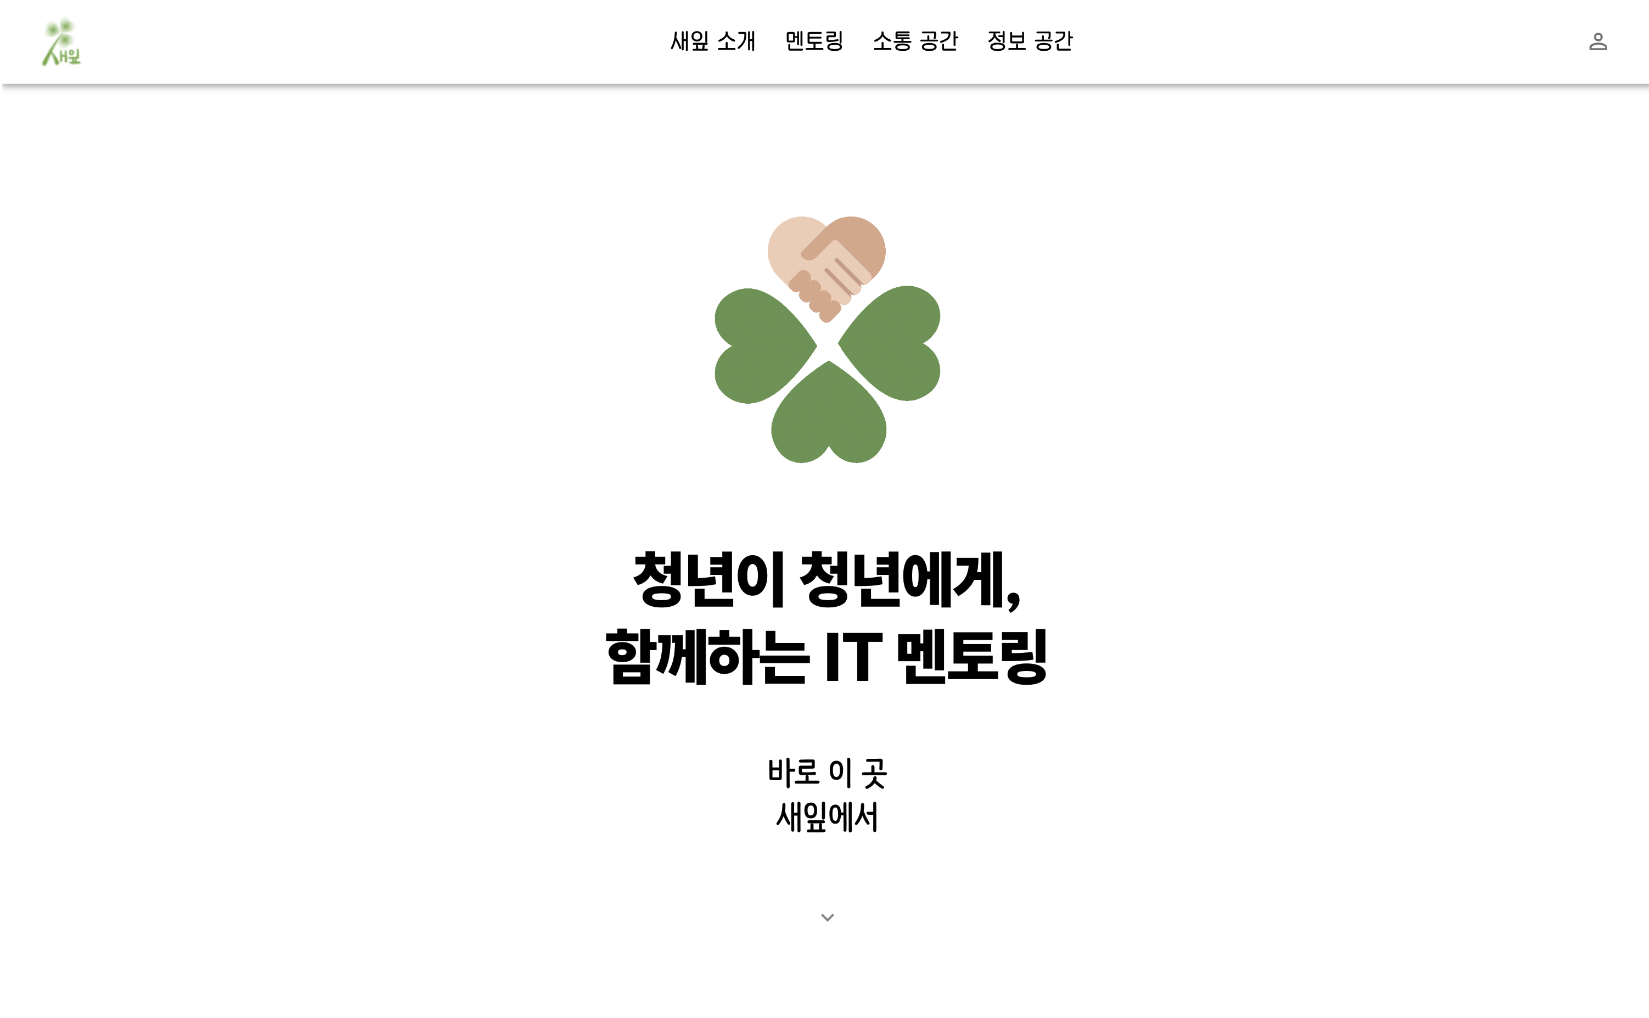 새잎
새잎 소개 멘토링 소통 공간 정보 공간
청년이 청년에게,
함께하는 IT 멘토링
바로 이 곳
새잎에서